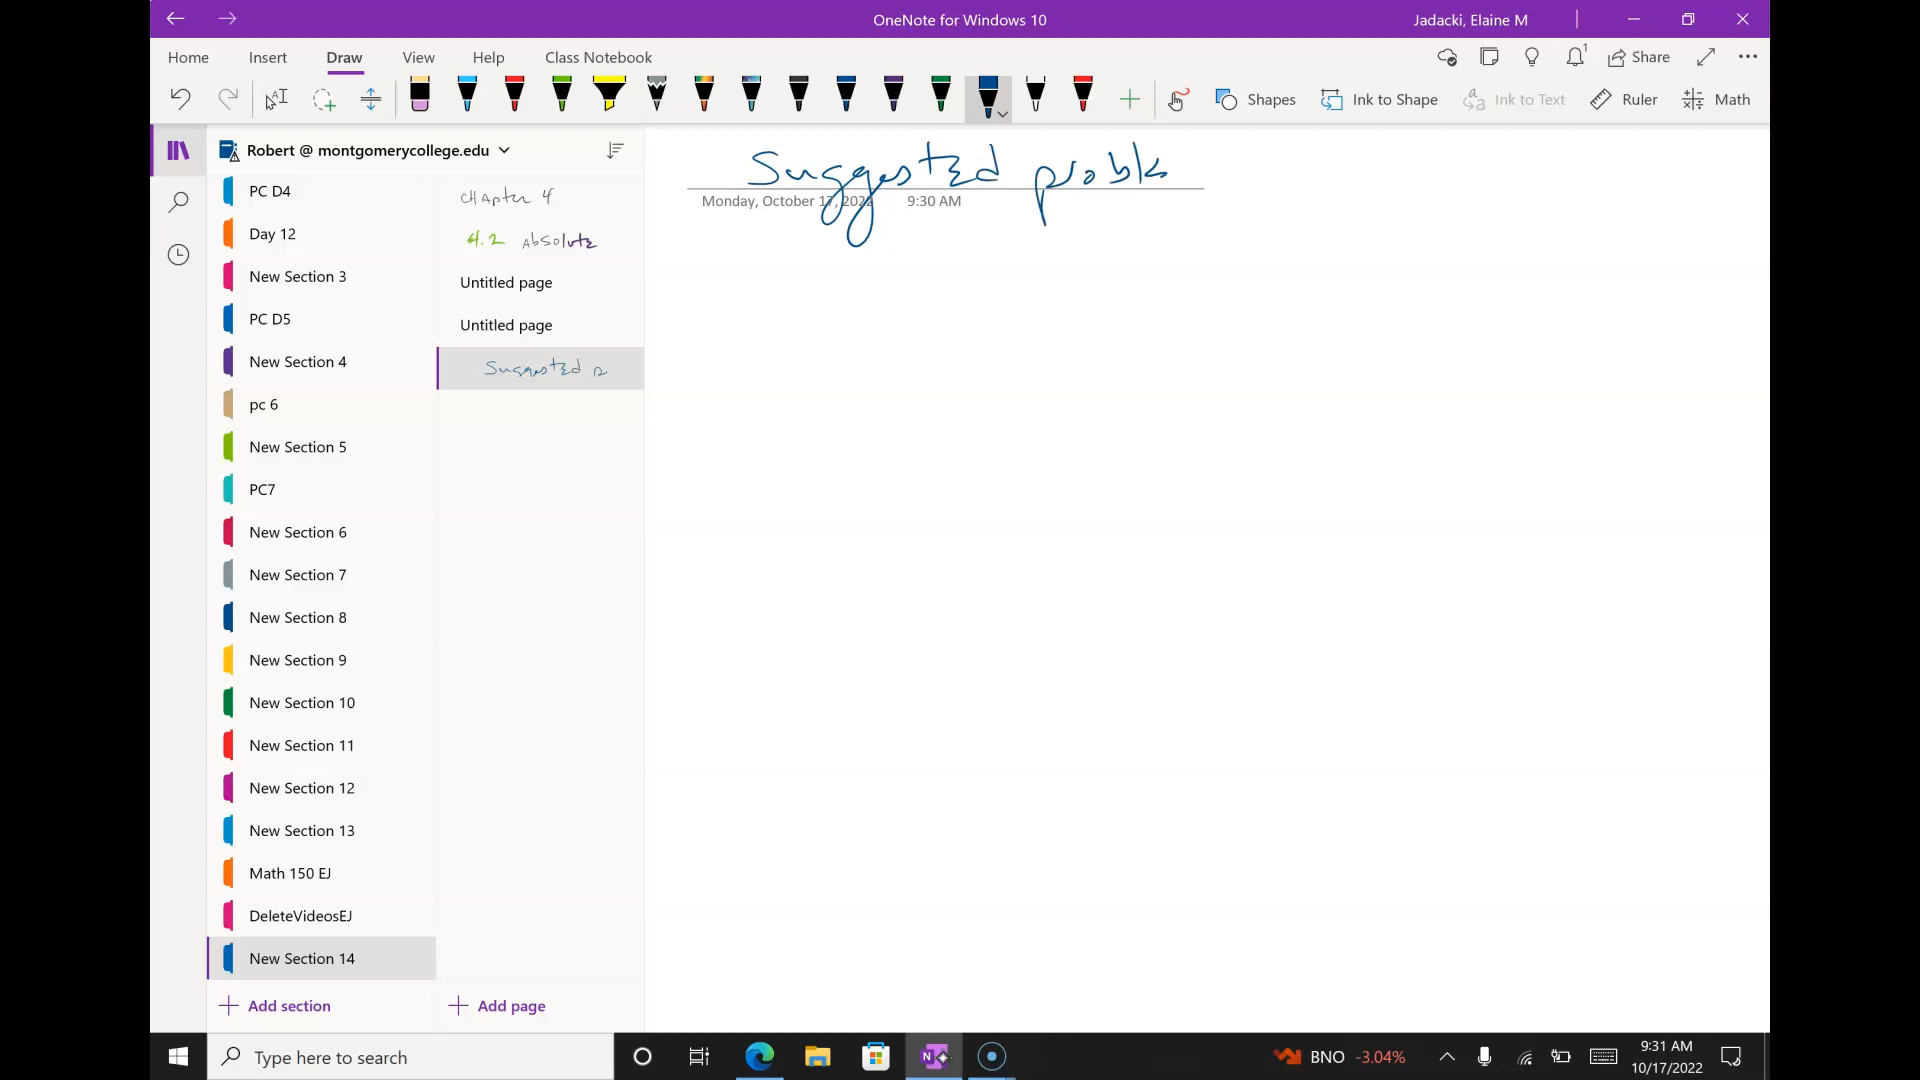 OneNote for Windows 10
Jadacki, Elaine M
Home Insert Draw View Help Class Notebook
1 Share
Shapes Ink to Shape Ink to Text Ruler Math
Robert @ montgomerycollege.edu
PC D4
Day 12
New Section 3
PC D5
New Section 4
pc 6
New Section 5
PC7
New Section 6
New Section 7
New Section 8
New Section 9
New Section 10
New Section 11
New Section 12
New Section 13
Math 150 EJ
DeleteVideosEJ
New Section 14
Add section
CHApter 4
4.2 Absolute
Untitled page
Untitled page
Suggested p
Add page
Suggested probls
Monday, October 17, 2022 9:30 AM
Type here to search
BNO -3.04%
9:31 AM
10/17/2022